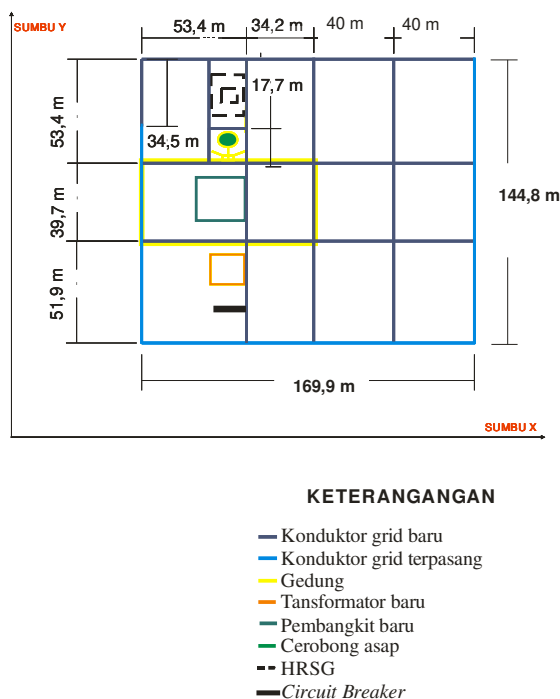 SUMBU Y
53,4 m
34,2 m
40 m
40 m
17,7 m
34,5 m
53,4 m
39,7 m
51,9 m
144,8 m
169,9 m
SUMBU X
KETERANGANGAN
Konduktor grid baru
Konduktor grid terpasang
Gedung
Tansformator baru
Pembangkit baru
Cerobong asap
HRSG
Circuit Breaker